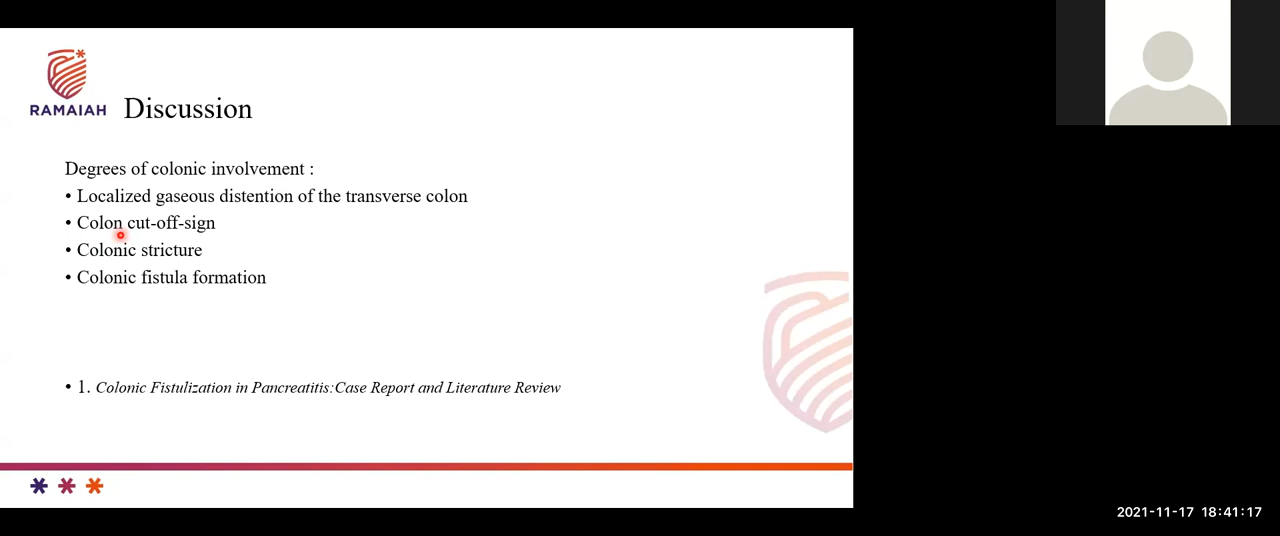 RAMAIAH
Discussion
Degrees of colonic involvement :
• Localized gaseous distention of the transverse colon
• Colon cut-off-sign
• Colonic stricture
• Colonic fistula formation
• 1. Colonic Fistulization in Pancreatitis:Case Report and Literature Review
2021-11-17 18:41:17